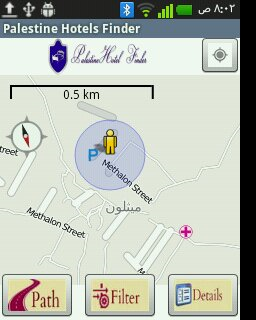 ص ٨:٠٢
Palestine Hotels Finder
Palestine Hotel Finder
0.5 km
Street
P
Methalon Street
Methalon Street
ميثلون
M
Path
Filter
Details